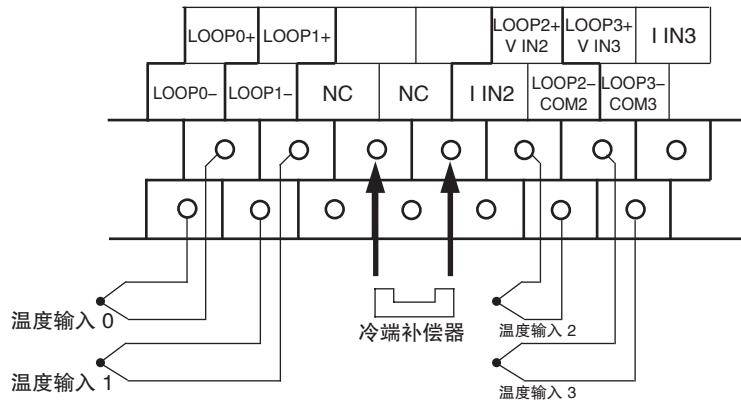 LOOP0+ LOOP1+ LOOP2+ LOOP3+ I IN3
V IN2 V IN3
LOOP0– LOOP1– NC NC I IN2 LOOP2– LOOP3–
COM2 COM3
温度输入 0
冷端补偿器
温度输入 2
温度输入 1
温度输入 3